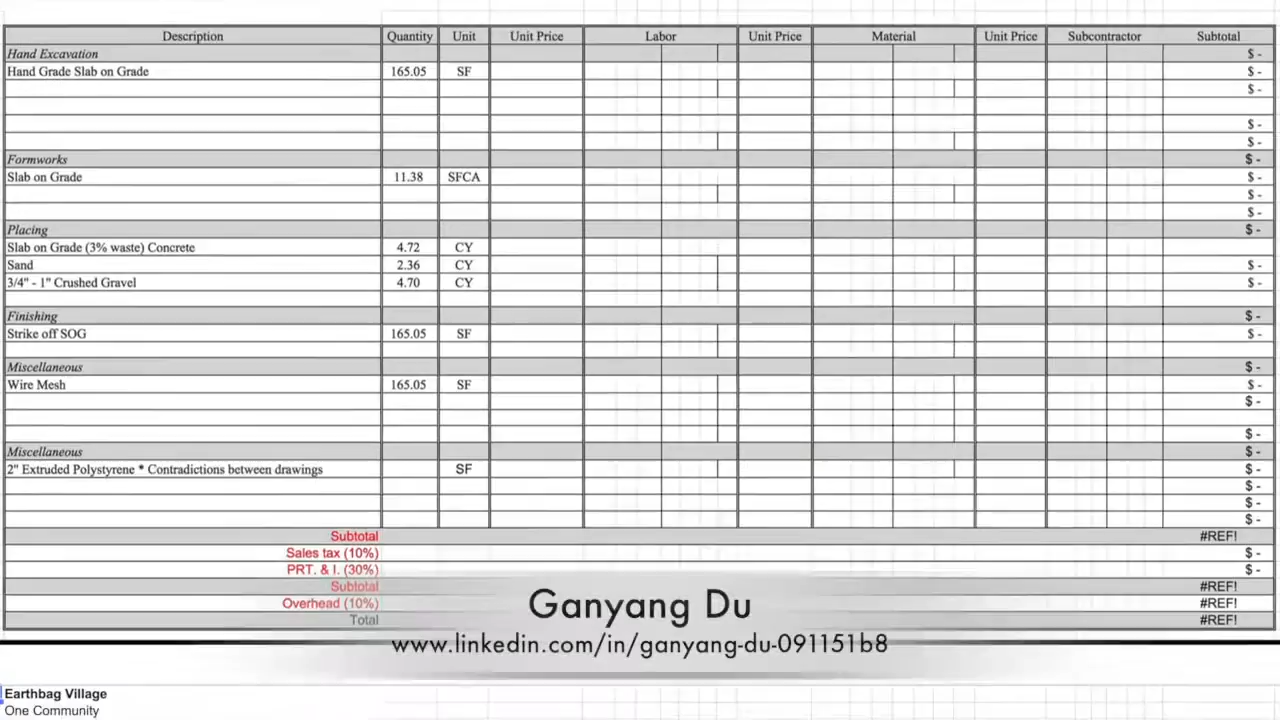 Description Quantity Unit Unit Price Labor Unit Price Material Unit Price Subcontractor Subtotal
Hand Excavation $ -
Hand Grade Slab on Grade 165.05 SF $ -
$ -
$ -
$ -
Formworks $ -
Slab on Grade 11.38 SFCA $ -
$ -
$ -
Placing $ -
Slab on Grade (3% waste) Concrete 4.72 CY
Sand 2.36 CY $ -
3/4" - 1" Crushed Gravel 4.70 CY $ -
Finishing $ -
Strike off SOG 165.05 SF $ -
Miscellaneous $ -
Wire Mesh 165.05 SF $ -
$ -
$ -
Miscellaneous $ -
2" Extruded Polystyrene * Contradictions between drawings SF $ -
$ -
$ -
$ -
Subtotal #REF!
Sales tax (10%) $ -
PRT. & I. (30%) $ -
Subtotal #REF!
Overhead (10%) #REF!
Total #REF!
Ganyang Du
www.linkedin.com/in/ganyang-du-091151b8
Earthbag Village
One Community